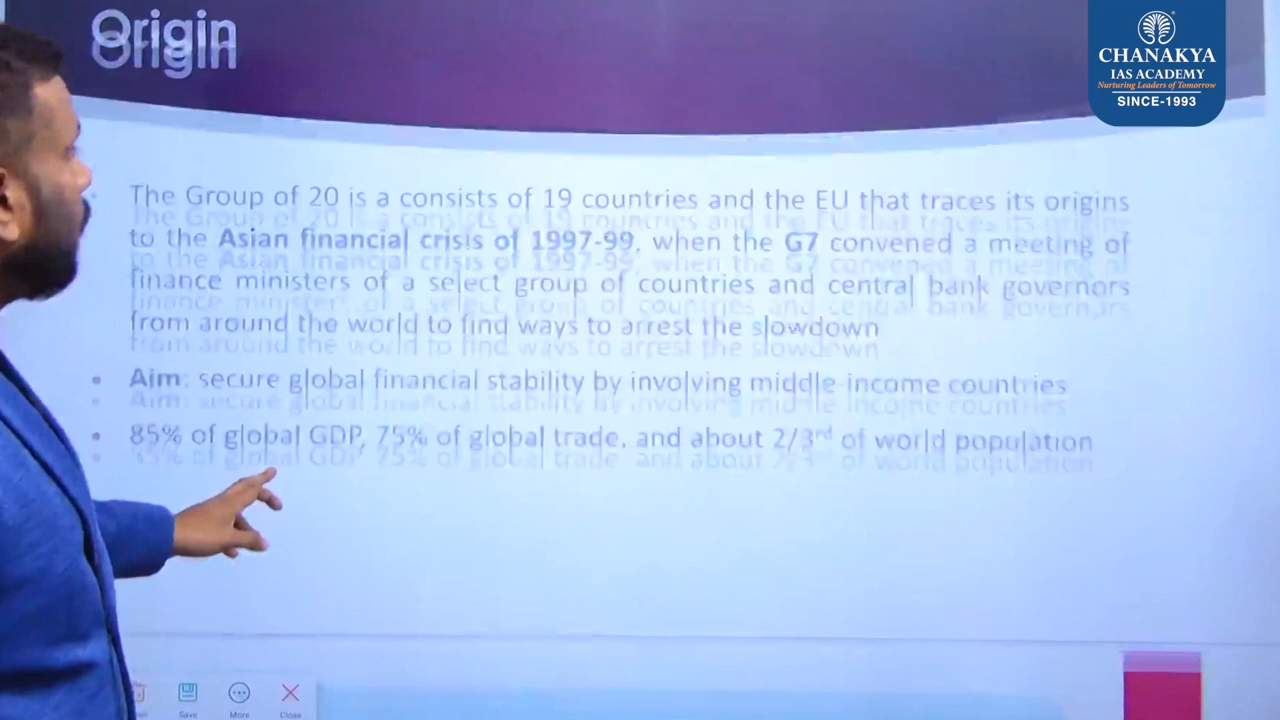 Origin
CHANAKYA
IAS ACADEMY
Nurturing Leaders of Tomorrow
SINCE-1993
The Group of 20 is a consists of 19 countries and the EU that traces its origins
to the Asian financial crisis of 1997-99, when the G7 convened a meeting of
finance ministers of a select group of countries and central bank governors
from around the world to find ways to arrest the slowdown
• Aim: secure global financial stability by involving middle-income countries
• 85% of global GDP, 75% of global trade, and about 2/3rd of world population
Save
More
Close